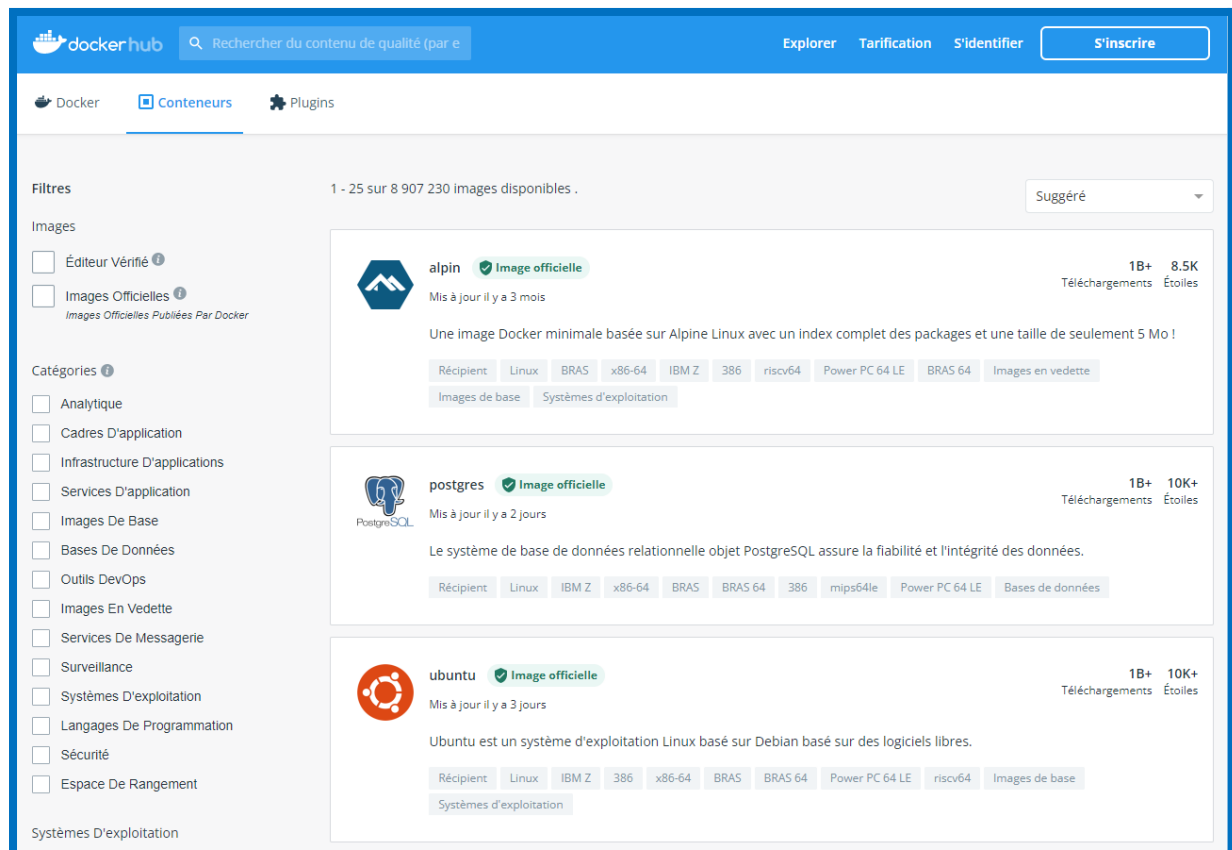 dockerhub
Rechercher du contenu de qualité (par e
Explorer Tarification S'identifier S'inscrire
Docker Conteneurs Plugins
Filtres
1 - 25 sur 8 907 230 images disponibles .
Suggéré
Images
Éditeur Vérifié
Images Officielles
Images Officielles Publiées Par Docker
Catégories
Analytique
Cadres D'application
Infrastructure D'applications
Services D'application
Images De Base
Bases De Données
Outils DevOps
Images En Vedette
Services De Messagerie
Surveillance
Systèmes D'exploitation
Langages De Programmation
Sécurité
Espace De Rangement
Systèmes D'exploitation
alpin Image officielle
1B+ 8.5K
Téléchargements Étoiles
Mis à jour il y a 3 mois
Une image Docker minimale basée sur Alpine Linux avec un index complet des packages et une taille de seulement 5 Mo !
Récipient Linux BRAS x86-64 IBM Z 386 riscv64 Power PC 64 LE BRAS 64 Images en vedette
Images de base Systèmes d'exploitation
PostgreSQL
postgres Image officielle
1B+ 10K+
Téléchargements Étoiles
Mis à jour il y a 2 jours
Le système de base de données relationnelle objet PostgreSQL assure la fiabilité et l'intégrité des données.
Récipient Linux IBM Z x86-64 BRAS BRAS 64 386 mips64le Power PC 64 LE Bases de données
ubuntu Image officielle
1B+ 10K+
Téléchargements Étoiles
Mis à jour il y a 3 jours
Ubuntu est un système d'exploitation Linux basé sur Debian basé sur des logiciels libres.
Récipient Linux IBM Z 386 x86-64 BRAS BRAS 64 Power PC 64 LE riscv64 Images de base
Systèmes d'exploitation